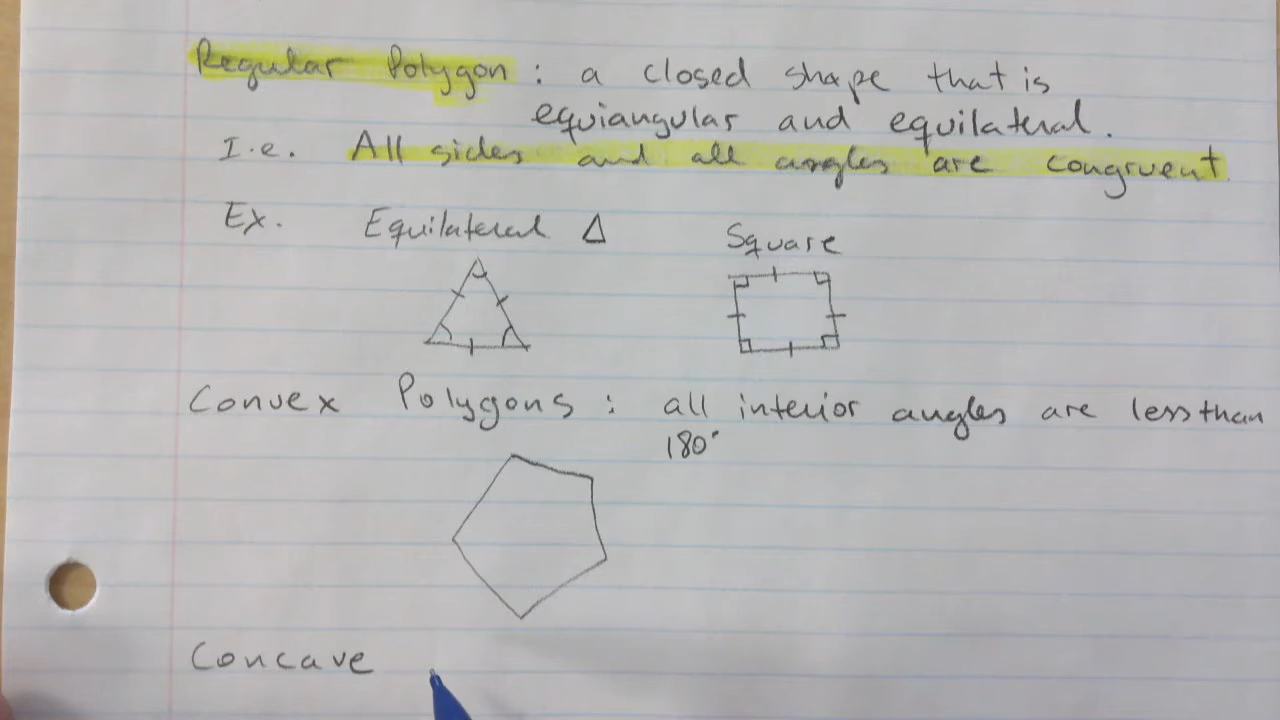 Regular Polygon : a closed shape that is
equiangular and equilateral.
I.e. All sides and all angles are congruent
Ex. Equilateral Δ Square
Convex Polygons : all interior angles are less than
180°
Concave